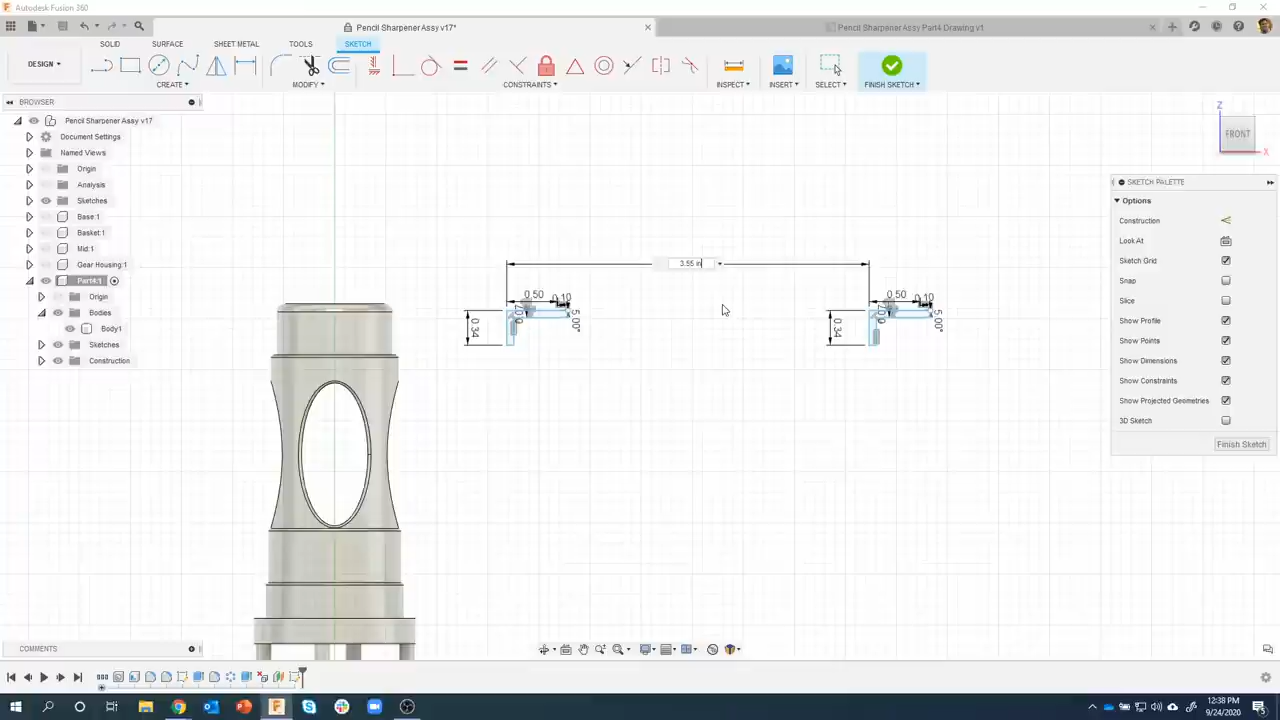 Autodesk Fusion 360
Pencil Sharpener Assy v17*
Pencil Sharpener Assy Part4 Drawing v1
SOLID
SURFACE
SHEET METAL
TOOLS
SKETCH
DESIGN
CREATE
MODIFY
CONSTRAINTS
INSPECT
INSERT
SELECT
FINISH SKETCH
BROWSER
Pencil Sharpener Assy v17
Document Settings
Named Views
Origin
Analysis
Sketches
Base:1
Basket:1
Mid:1
Gear Housing:1
Part4:1
Origin
Bodies
Body1
Sketches
Construction
Z
FRONT
X
SKETCH PALETTE
Options
Construction
Look At
Sketch Grid
Snap
Slice
Show Profile
Show Points
Show Dimensions
Show Constraints
Show Projected Geometries
3D Sketch
Finish Sketch
3.55 in
0.50
0.10
0.34
5.00°
0.50
0.10
0.34
5.00°
COMMENTS
12:38 PM
9/24/2020